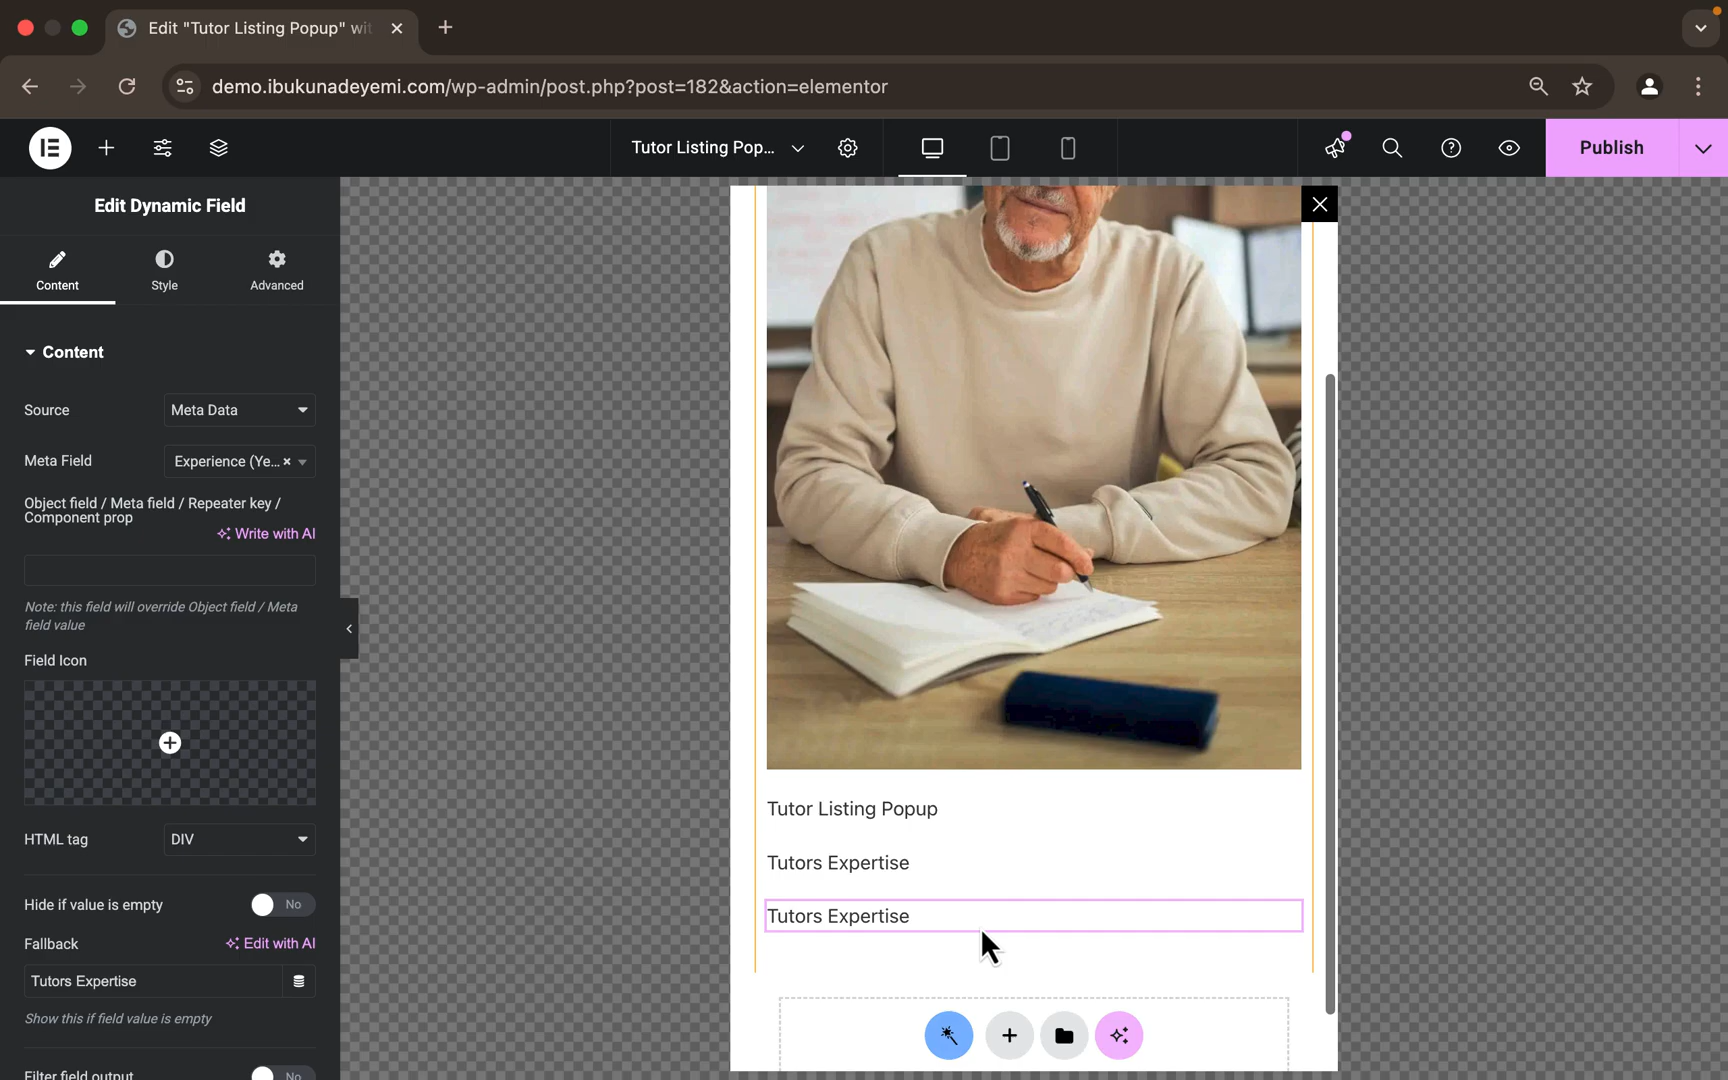 Edit "Tutor Listing Popup" wit
demo.ibukunadeyemi.com/wp-admin/post.php?post=182&action=elementor
Tutor Listing Pop...
Publish
Edit Dynamic Field
Content
Style
Advanced
Content
Source
Meta Data
Meta Field
Experience (Ye...
Object field / Meta field / Repeater key /
Component prop
Write with AI
Note: this field will override Object field / Meta
field value
Field Icon
HTML tag
DIV
Hide if value is empty
No
Fallback
Edit with AI
Tutors Expertise
Show this if field value is empty
Filter field output
No
Tutor Listing Popup
Tutors Expertise
Tutors Expertise